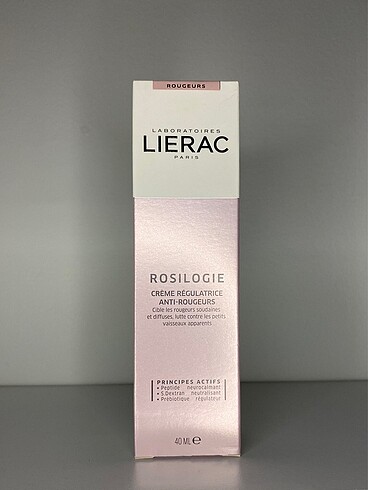 ROUGEURS
LABORATOIRES
LIERAC
PARIS
ROSILOGIE
CRÈME RÉGULATRICE
ANTI-ROUGEURS
Cible les rougeurs soudaines
et diffuses, lutte contre les petits
vaisseaux apparents
PRINCIPES ACTIFS
• Peptide neurocalmant
• S.Dextran neutralisant
• Prébiotique régulateur
40 ML ℮